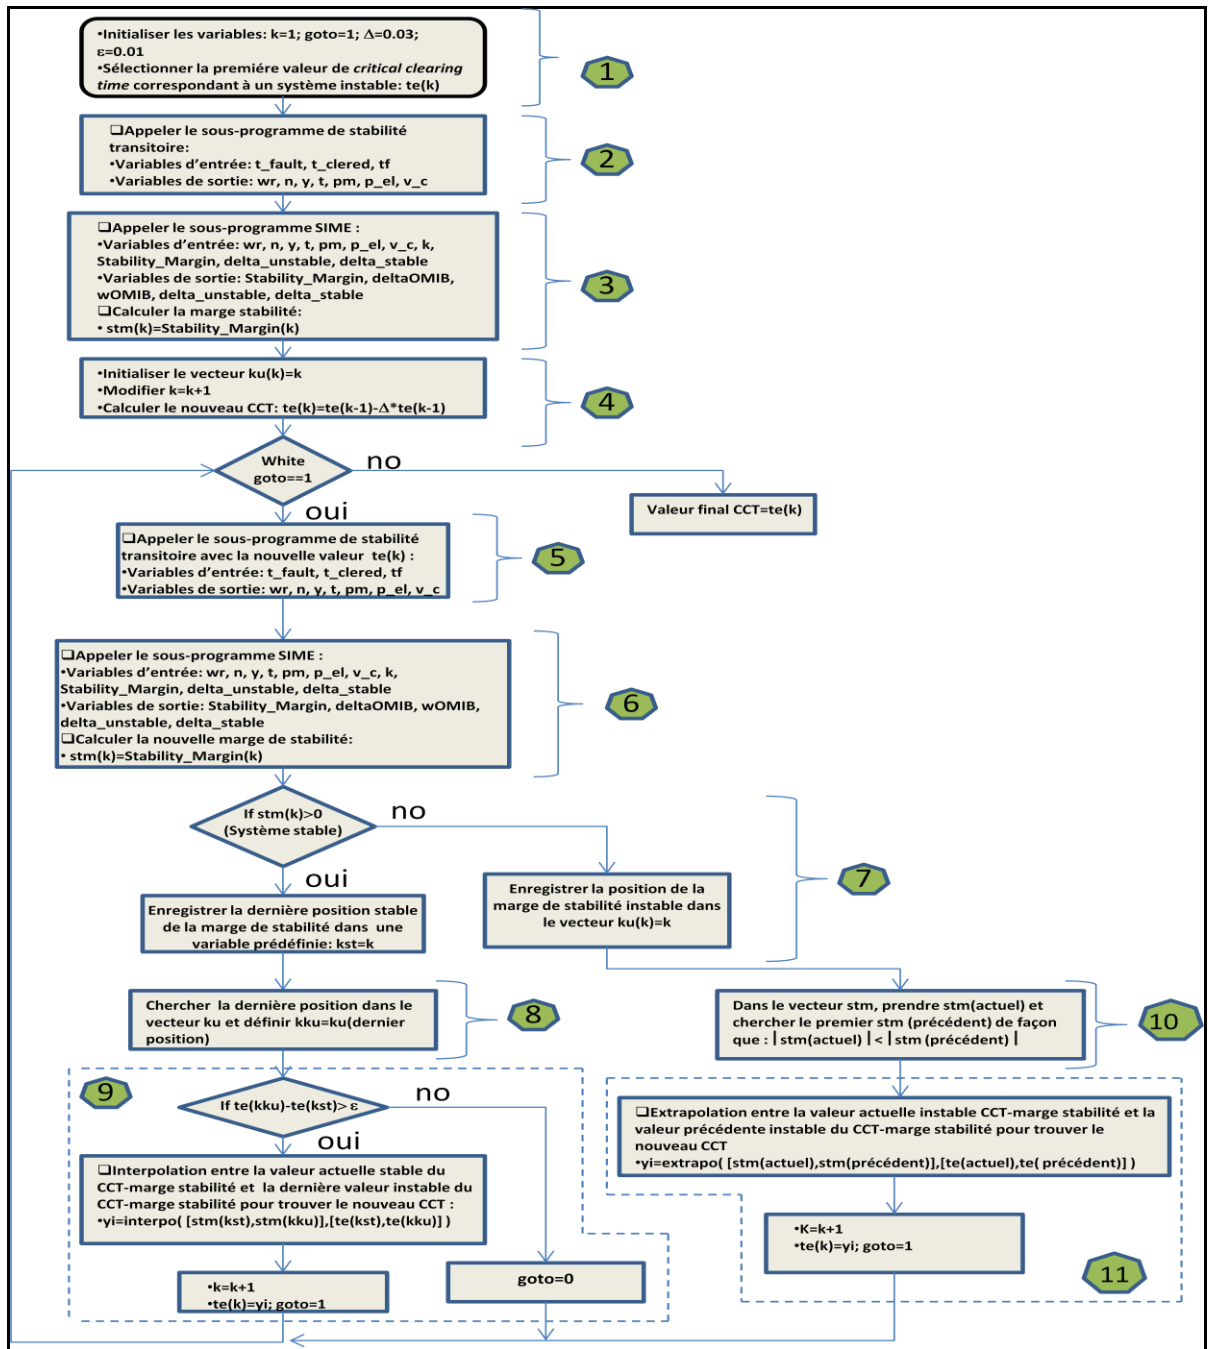 •Initialiser les variables: k=1; goto=1; Δ=0.03;
ε=0.01
•Sélectionner la premiére valeur de critical clearing
time correspondant à un système instable: te(k)
1
❑Appeler le sous-programme de stabilité
transitoire:
•Variables d'entrée: t_fault, t_clered, tf
•Variables de sortie: wr, n, y, t, pm, p_el, v_c
2
❑Appeler le sous-programme SIME :
•Variables d'entrée: wr, n, y, t, pm, p_el, v_c, k,
Stability_Margin, delta_unstable, delta_stable
•Variables de sortie: Stability_Margin, deltaOMIB,
wOMIB, delta_unstable, delta_stable
❑Calculer la marge stabilité:
• stm(k)=Stability_Margin(k)
3
•Initialiser le vecteur ku(k)=k
•Modifier k=k+1
•Calculer le nouveau CCT: te(k)=te(k-1)-Δ*te(k-1)
4
White
goto==1
no
Valeur final CCT=te(k)
oui
❑Appeler le sous-programme de stabilité
transitoire avec la nouvelle valeur te(k) :
•Variables d'entrée: t_fault, t_clered, tf
•Variables de sortie: wr, n, y, t, pm, p_el, v_c
5
❑Appeler le sous-programme SIME :
•Variables d'entrée: wr, n, y, t, pm, p_el, v_c, k,
Stability_Margin, delta_unstable, delta_stable
•Variables de sortie: Stability_Margin, deltaOMIB, wOMIB,
delta_unstable, delta_stable
❑Calculer la nouvelle marge de stabilité:
• stm(k)=Stability_Margin(k)
6
If stm(k)>0
(Système stable)
no
oui
Enregistrer la position de la
marge de stabilité instable dans
le vecteur ku(k)=k
7
Enregistrer la dernière position stable
de la marge de stabilité dans une
variable prédéfinie: kst=k
Chercher la dernière position dans le
vecteur ku et définir kku=ku(dernier
position)
8
Dans le vecteur stm, prendre stm(actuel) et
chercher le premier stm (précédent) de façon
que : | stm(actuel) | < | stm (précédent) |
10
9
If te(kku)-te(kst)> ε
no
oui
❑Interpolation entre la valeur actuelle stable du
CCT-marge stabilité et la dernière valeur instable du
CCT-marge stabilité pour trouver le nouveau CCT :
•yi=interpo( [stm(kst),stm(kku)],[te(kst),te(kku)] )
❑Extrapolation entre la valeur actuelle instable CCT-marge stabilité et la
valeur précédente instable du CCT-marge stabilité pour trouver le
nouveau CCT
•yi=extrapo( [stm(actuel),stm(précédent)],[te(actuel),te( précédent)] )
•k=k+1
•te(k)=yi; goto=1
goto=0
•K=k+1
•te(k)=yi; goto=1
11